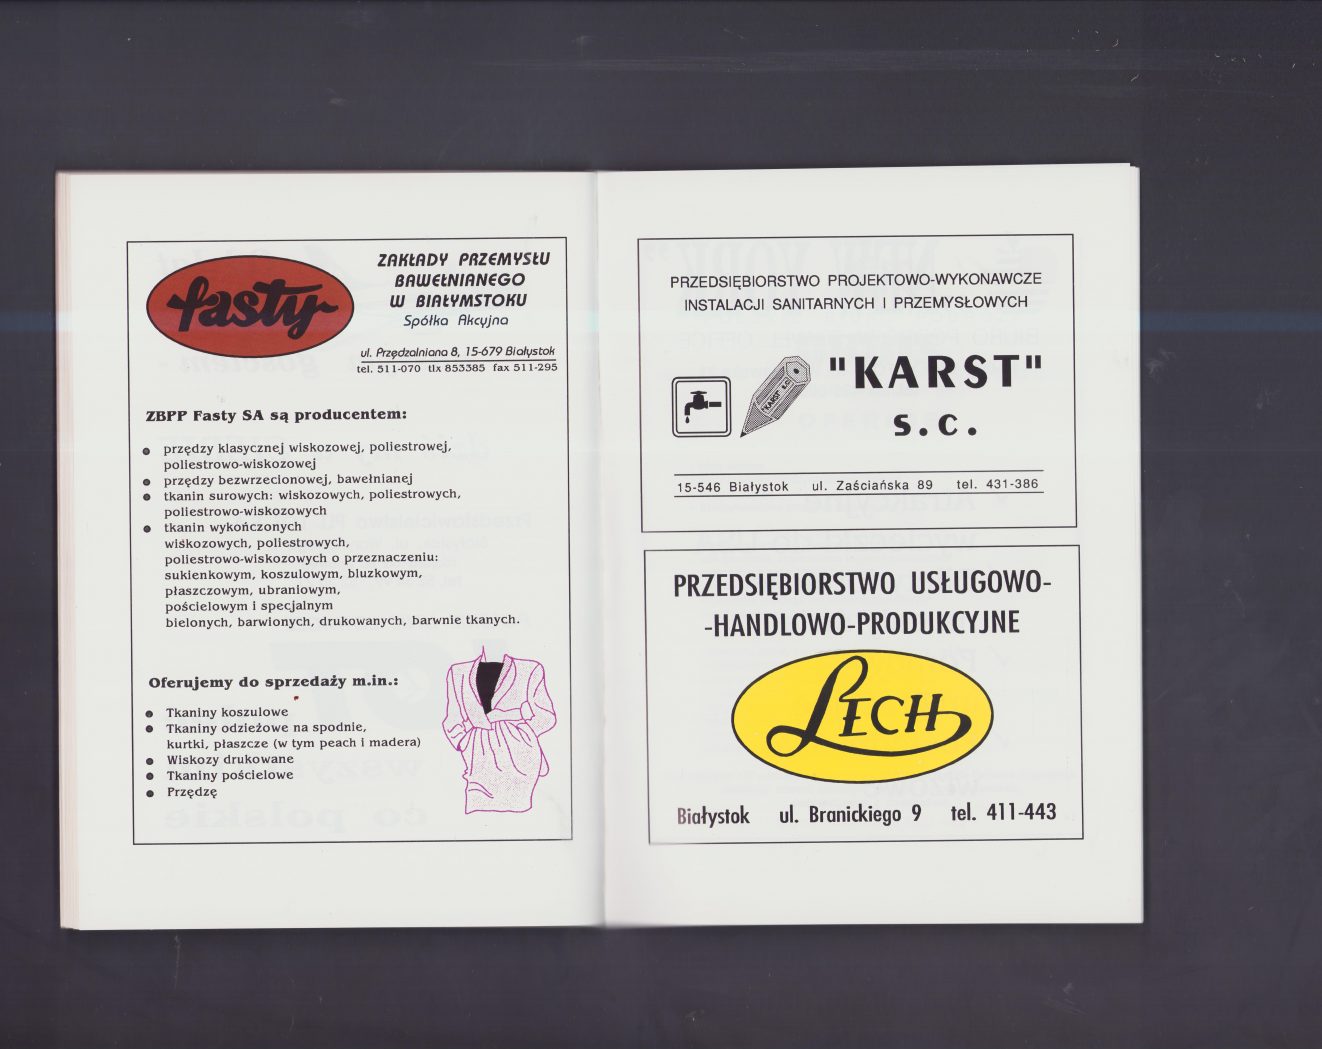 fasty
ZAKŁADY PRZEMYSŁU
BAWEŁNIANEGO
W BIAŁYMSTOKU
Spółka Akcyjna
ul. Przędzalniana 8, 15-679 Białystok
tel. 511-070 tlx 853385 fax 511-295
ZBPP Fasty SA są producentem:
● przędzy klasycznej wiskozowej, poliestrowej,
poliestrowo-wiskozowej
● przędzy bezwrzecionowej, bawełnianej
● tkanin surowych: wiskozowych, poliestrowych,
poliestrowo-wiskozowych
● tkanin wykończonych
wiśkozowych, poliestrowych,
poliestrowo-wiskozowych o przeznaczeniu:
sukienkowym, koszulowym, bluzkowym,
płaszczowym, ubraniowym,
pościelowym i specjalnym
bielonych, barwionych, drukowanych, barwnie tkanych.
Oferujemy do sprzedaży m.in.:
● Tkaniny koszulowe
● Tkaniny odzieżowe na spodnie,
kurtki, płaszcze (w tym peach i madera)
● Wiskozy drukowane
● Tkaniny pościelowe
● Przędzę
PRZEDSIĘBIORSTWO PROJEKTOWO-WYKONAWCZE
INSTALACJI SANITARNYCH I PRZEMYSŁOWYCH
"KARST" s.c.
"KARST"
s.c.
15-546 Białystok ul. Zaściańska 89 tel. 431-386
PRZEDSIĘBIORSTWO USŁUGOWO-
-HANDLOWO-PRODUKCYJNE
LECH
Białystok ul. Branickiego 9 tel. 411-443